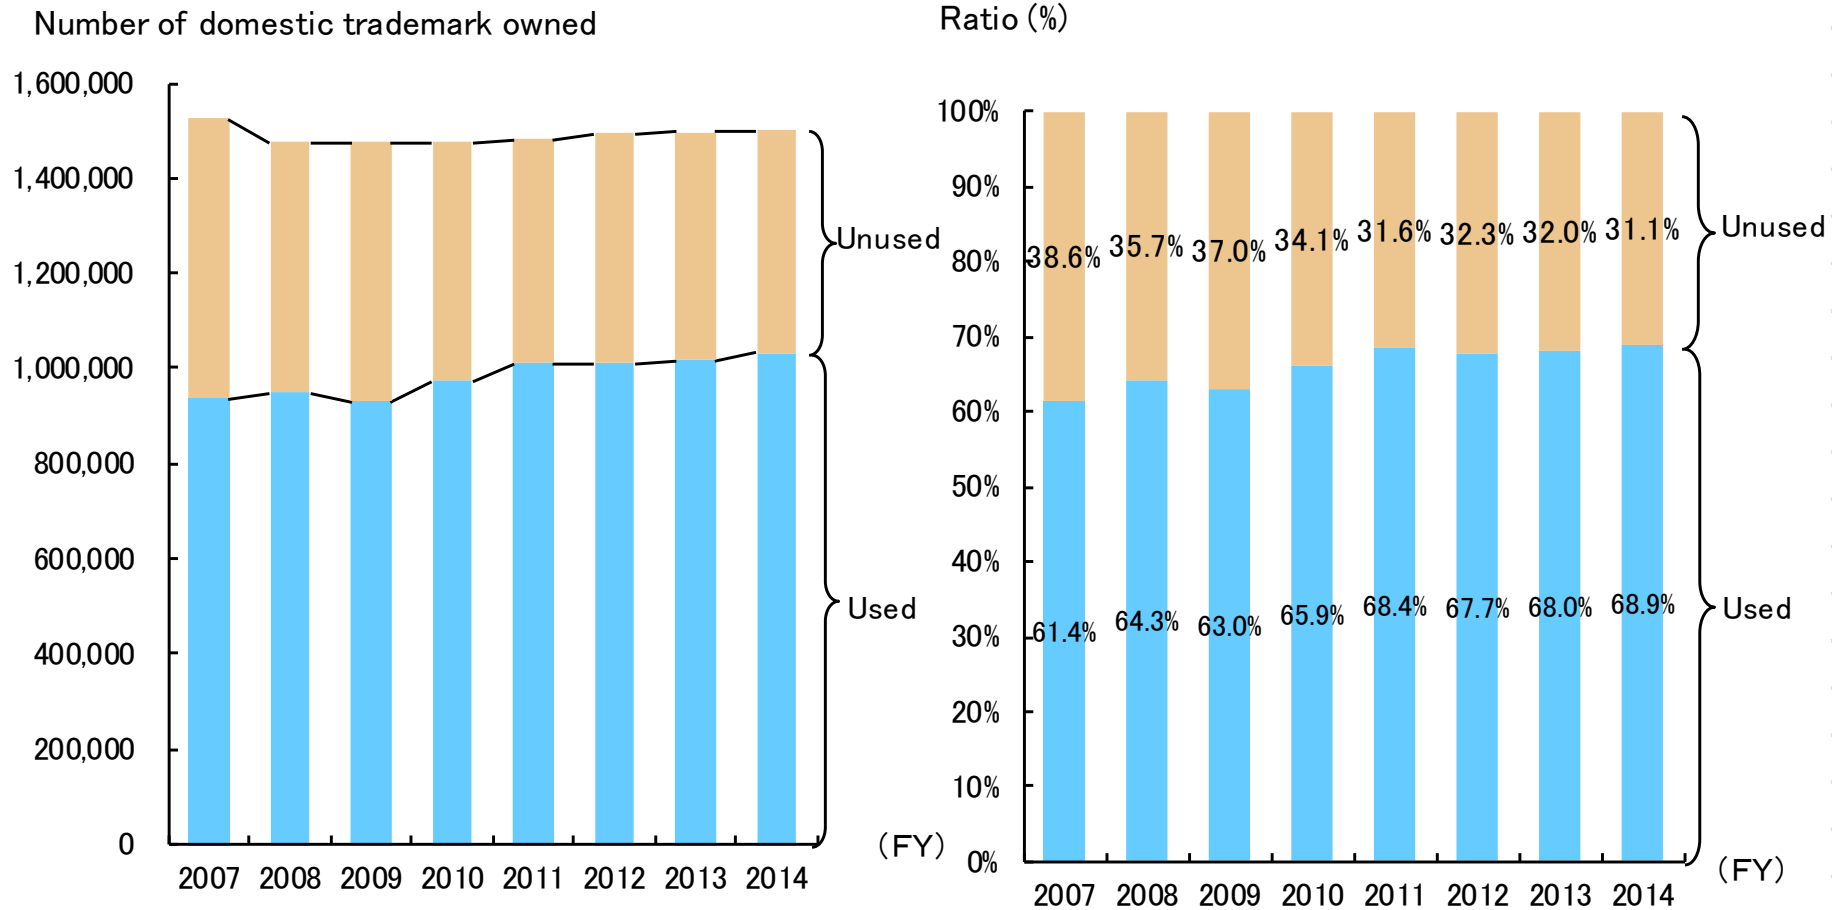 Number of domestic trademark owned
1,600,000
1,400,000
1,200,000
1,000,000
800,000
600,000
400,000
200,000
0
2007 2008 2009 2010 2011 2012 2013 2014
(FY)
Unused
Used
Ratio (%)
100%
90%
80%
70%
60%
50%
40%
30%
20%
10%
0%
38.6% 35.7% 37.0% 34.1% 31.6% 32.3% 32.0% 31.1%
61.4% 64.3% 63.0% 65.9% 68.4% 67.7% 68.0% 68.9%
2007 2008 2009 2010 2011 2012 2013 2014
(FY)
Unused
Used